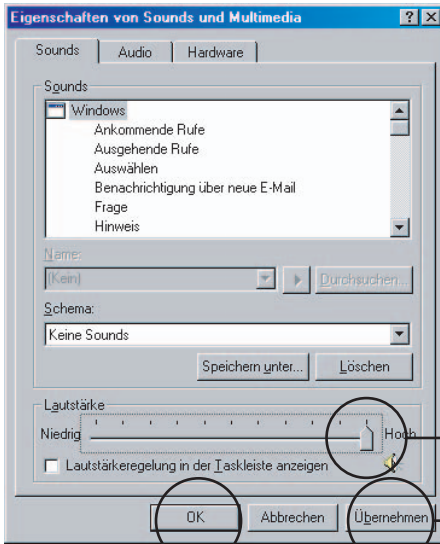 Eigenschaften von Sounds und Multimedia
Sounds Audio Hardware
Sounds
Windows
Ankommende Rufe
Ausgehende Rufe
Auswählen
Benachrichtigung über neue E-Mail
Frage
Hinweis
Name:
(Kein) Durchsuchen...
Schema:
Keine Sounds
Speichern unter... Löschen
Lautstärke
Niedrig Hoch
Lautstärkeregelung in der Taskleiste anzeigen
OK Abbrechen Übernehmen